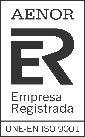 AENOR
ER
Empresa
Registrada
UNE-EN ISO 9001